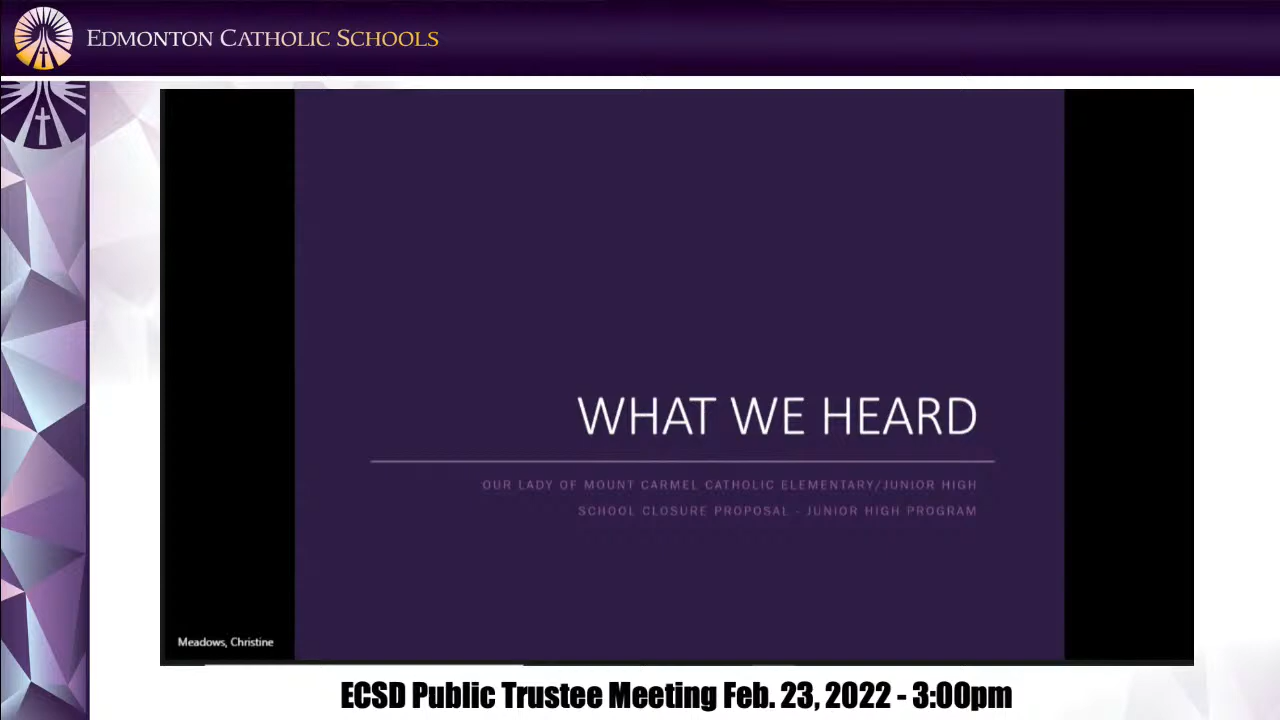 EDMONTON CATHOLIC SCHOOLS
WHAT WE HEARD
OUR LADY OF MOUNT CARMEL CATHOLIC ELEMENTARY/JUNIOR HIGH
SCHOOL CLOSURE PROPOSAL - JUNIOR HIGH PROGRAM
Meadows, Christine
ECSD Public Trustee Meeting Feb. 23, 2022 - 3:00pm